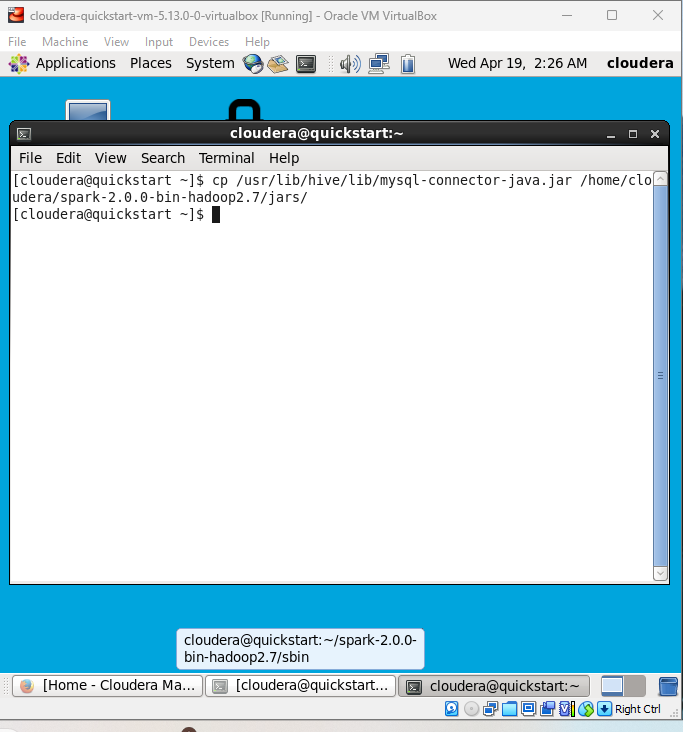 cloudera-quickstart-vm-5.13.0-0-virtualbox [Running] - Oracle VM VirtualBox
File Machine View Input Devices Help
Applications Places System Wed Apr 19, 2:26 AM cloudera
cloudera@quickstart:~
File Edit View Search Terminal Help
[cloudera@quickstart ~]$ cp /usr/lib/hive/lib/mysql-connector-java.jar /home/clo
udera/spark-2.0.0-bin-hadoop2.7/jars/
[cloudera@quickstart ~]$
cloudera@quickstart:~/spark-2.0.0-
bin-hadoop2.7/sbin
[Home - Cloudera Ma... [cloudera@quickstart... cloudera@quickstart:~
Right Ctrl